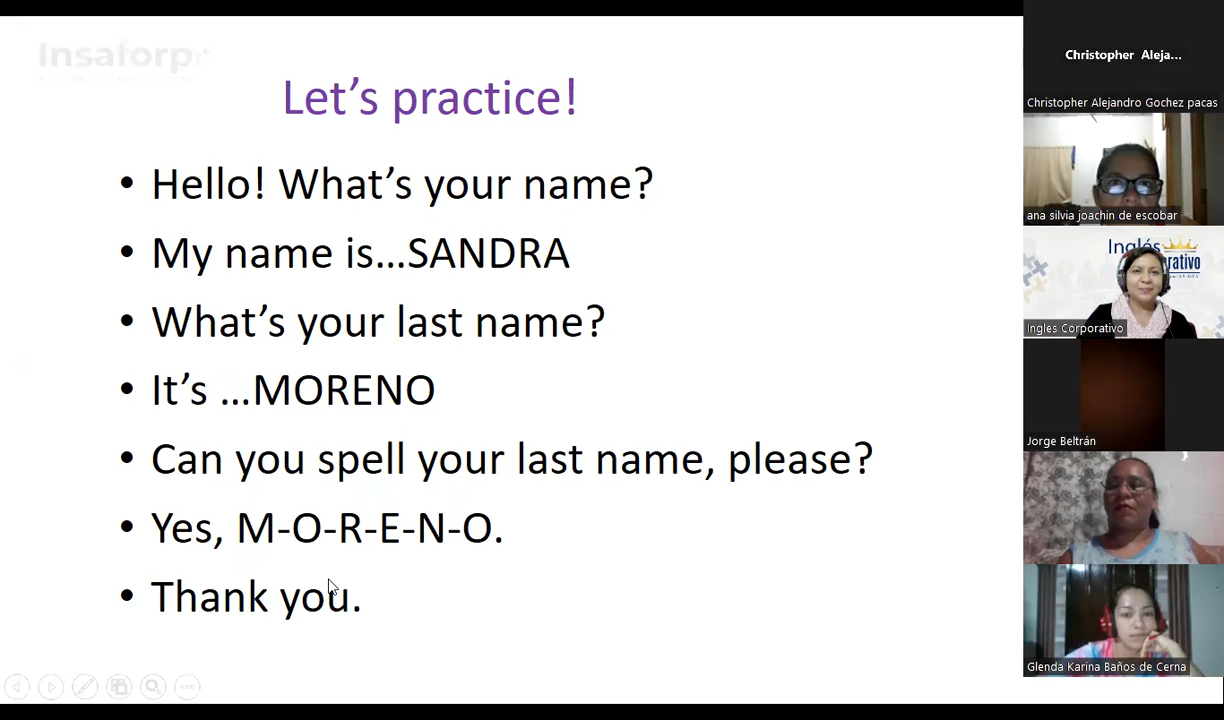 Insaforp
Let's practice!
• Hello! What's your name?
• My name is...SANDRA
• What's your last name?
• It's ...MORENO
• Can you spell your last name, please?
• Yes, M-O-R-E-N-O.
• Thank you.
Christopher Aleja...
Christopher Alejandro Gochez pacas
ana silvia joachin de escobar
Inglés
rativo
Ingles Corporativo
Jorge Beltrán
Glenda Karina Baños de Cerna